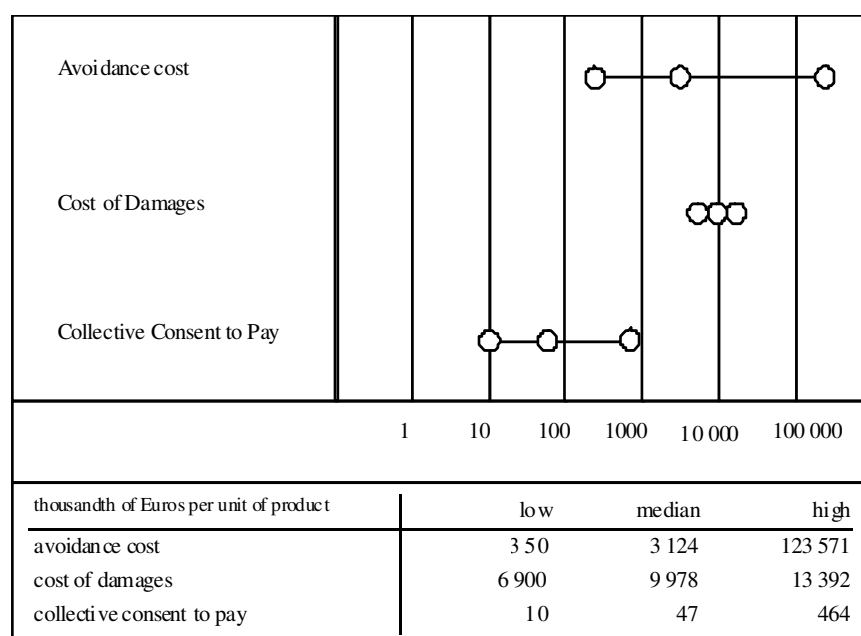 Avoidance cost
Cost of Damages
Collective Consent to Pay
1 10 100 1000 10 000 100 000
thousandth of Euros per unit of product low median high
avoidance cost 3 50 3 124 123 571
cost of damages 6 900 9 978 13 392
collective consent to pay 10 47 464